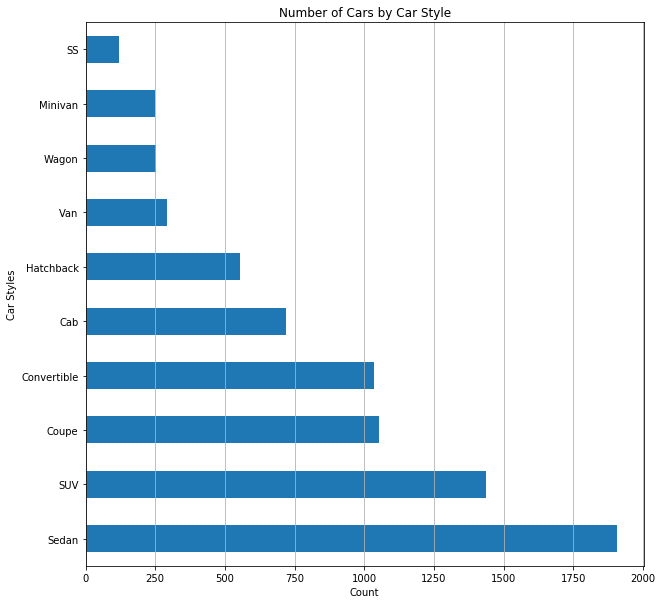 Number of Cars by Car Style
Car Styles
SS
Minivan
Wagon
Van
Hatchback
Cab
Convertible
Coupe
SUV
Sedan
0 250 500 750 1000 1250 1500 1750 2000
Count